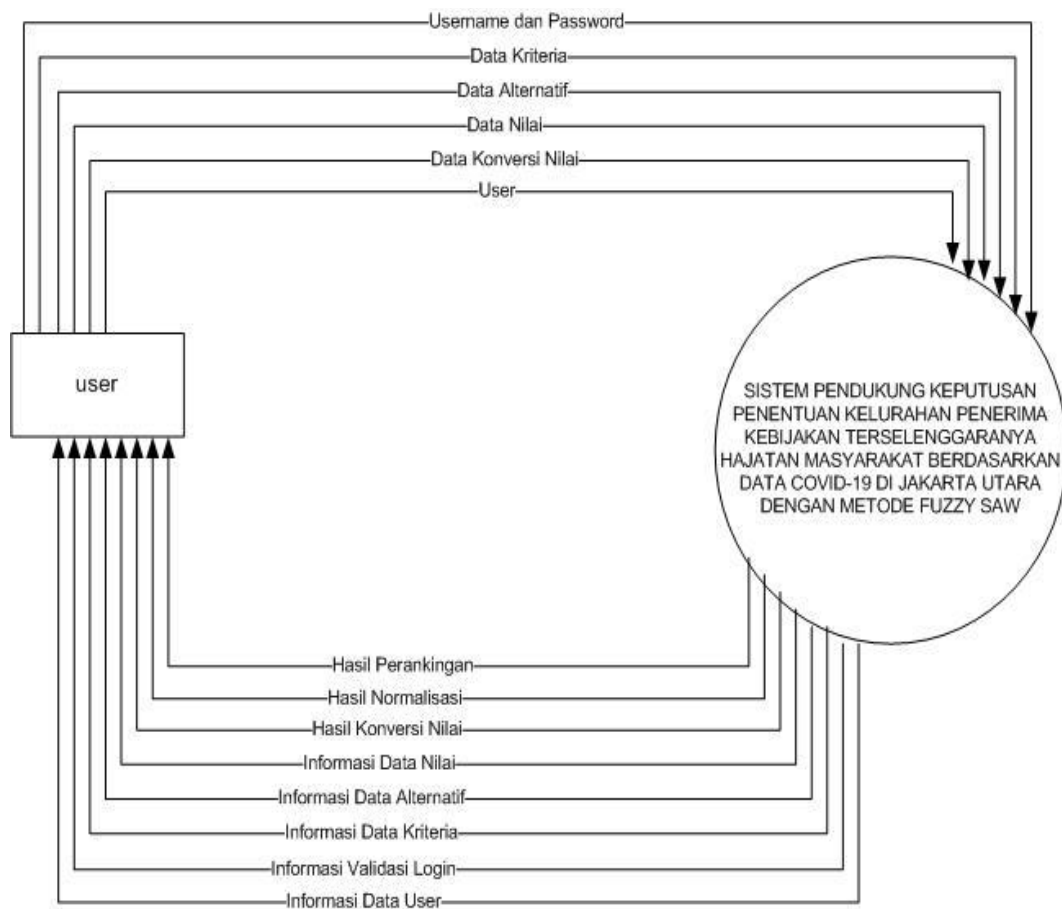 Username dan Password
Data Kriteria
Data Alternatif
Data Nilai
Data Konversi Nilai
User
user
SISTEM PENDUKUNG KEPUTUSAN
PENENTUAN KELURAHAN PENERIMA
KEBIJAKAN TERSELENGGARANYA
HAJATAN MASYARAKAT BERDASARKAN
DATA COVID-19 DI JAKARTA UTARA
DENGAN METODE FUZZY SAW
Hasil Perankingan
Hasil Normalisasi
Hasil Konversi Nilai
Informasi Data Nilai
Informasi Data Alternatif
Informasi Data Kriteria
Informasi Validasi Login
Informasi Data User